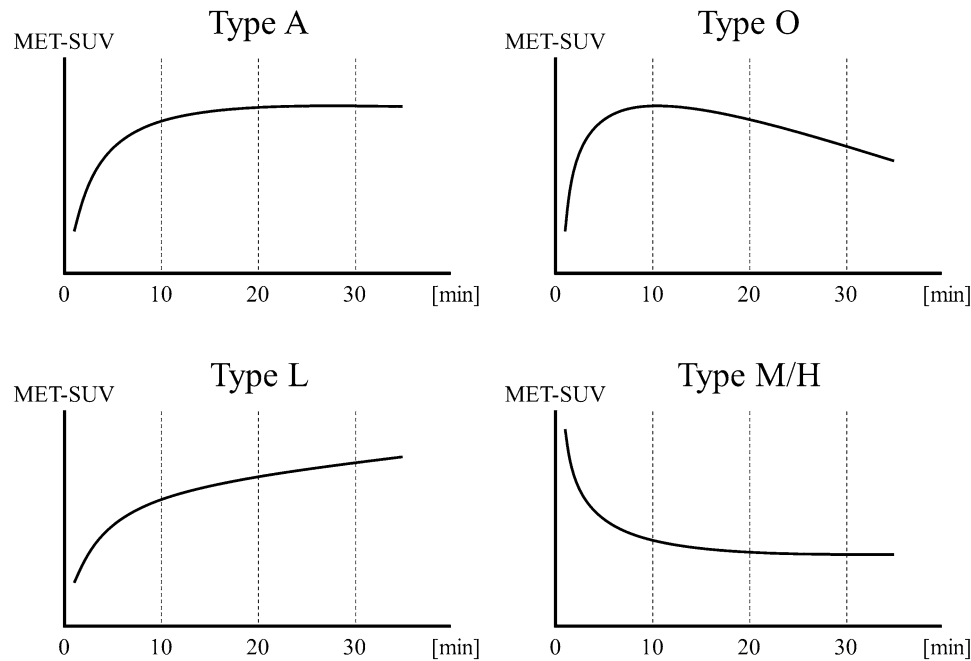 Type A
MET-SUV
0 10 20 30 [min]
Type O
MET-SUV
0 10 20 30 [min]
Type L
MET-SUV
0 10 20 30 [min]
Type M/H
MET-SUV
0 10 20 30 [min]